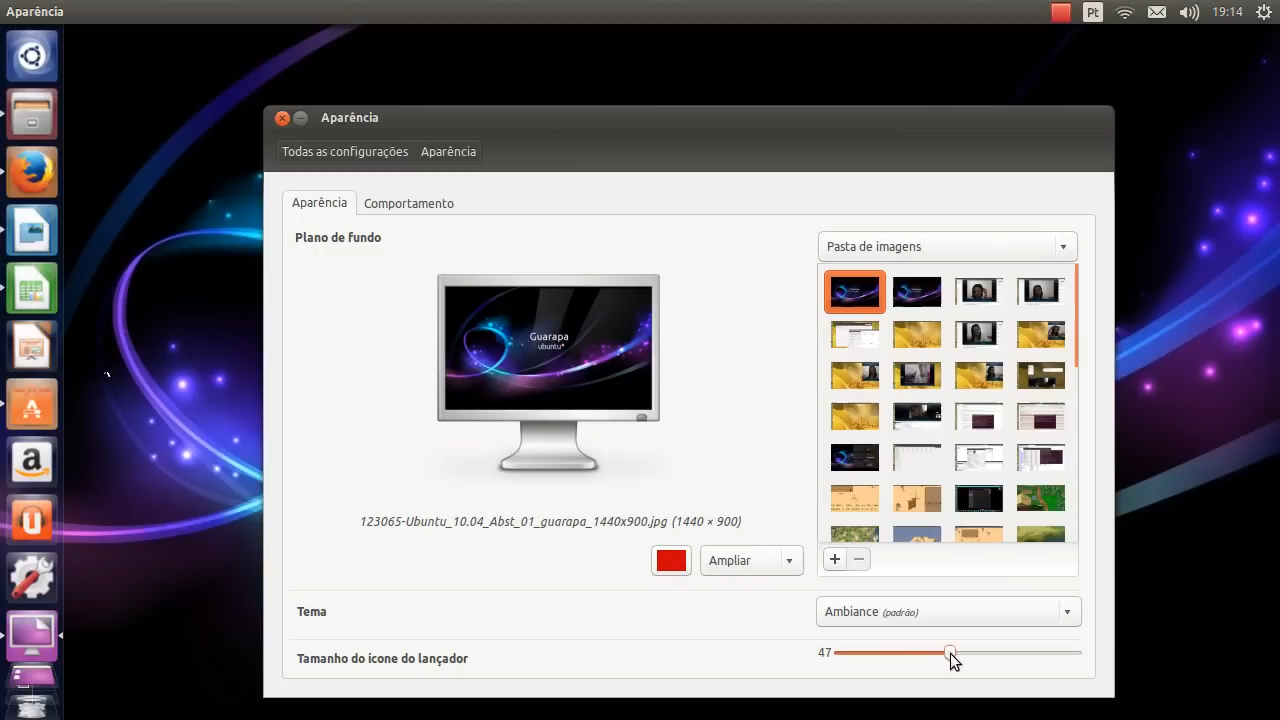 Aparência
Pt
19:14
Aparência
Todas as configurações
Aparência
Aparência
Comportamento
Plano de fundo
Pasta de imagens
Guarapa
ubuntu*
123065-Ubuntu_10.04_Abst_01_guarapa_1440x900.jpg (1440 × 900)
Ampliar
Tema
Ambiance (padrão)
Tamanho do ícone do lançador
47